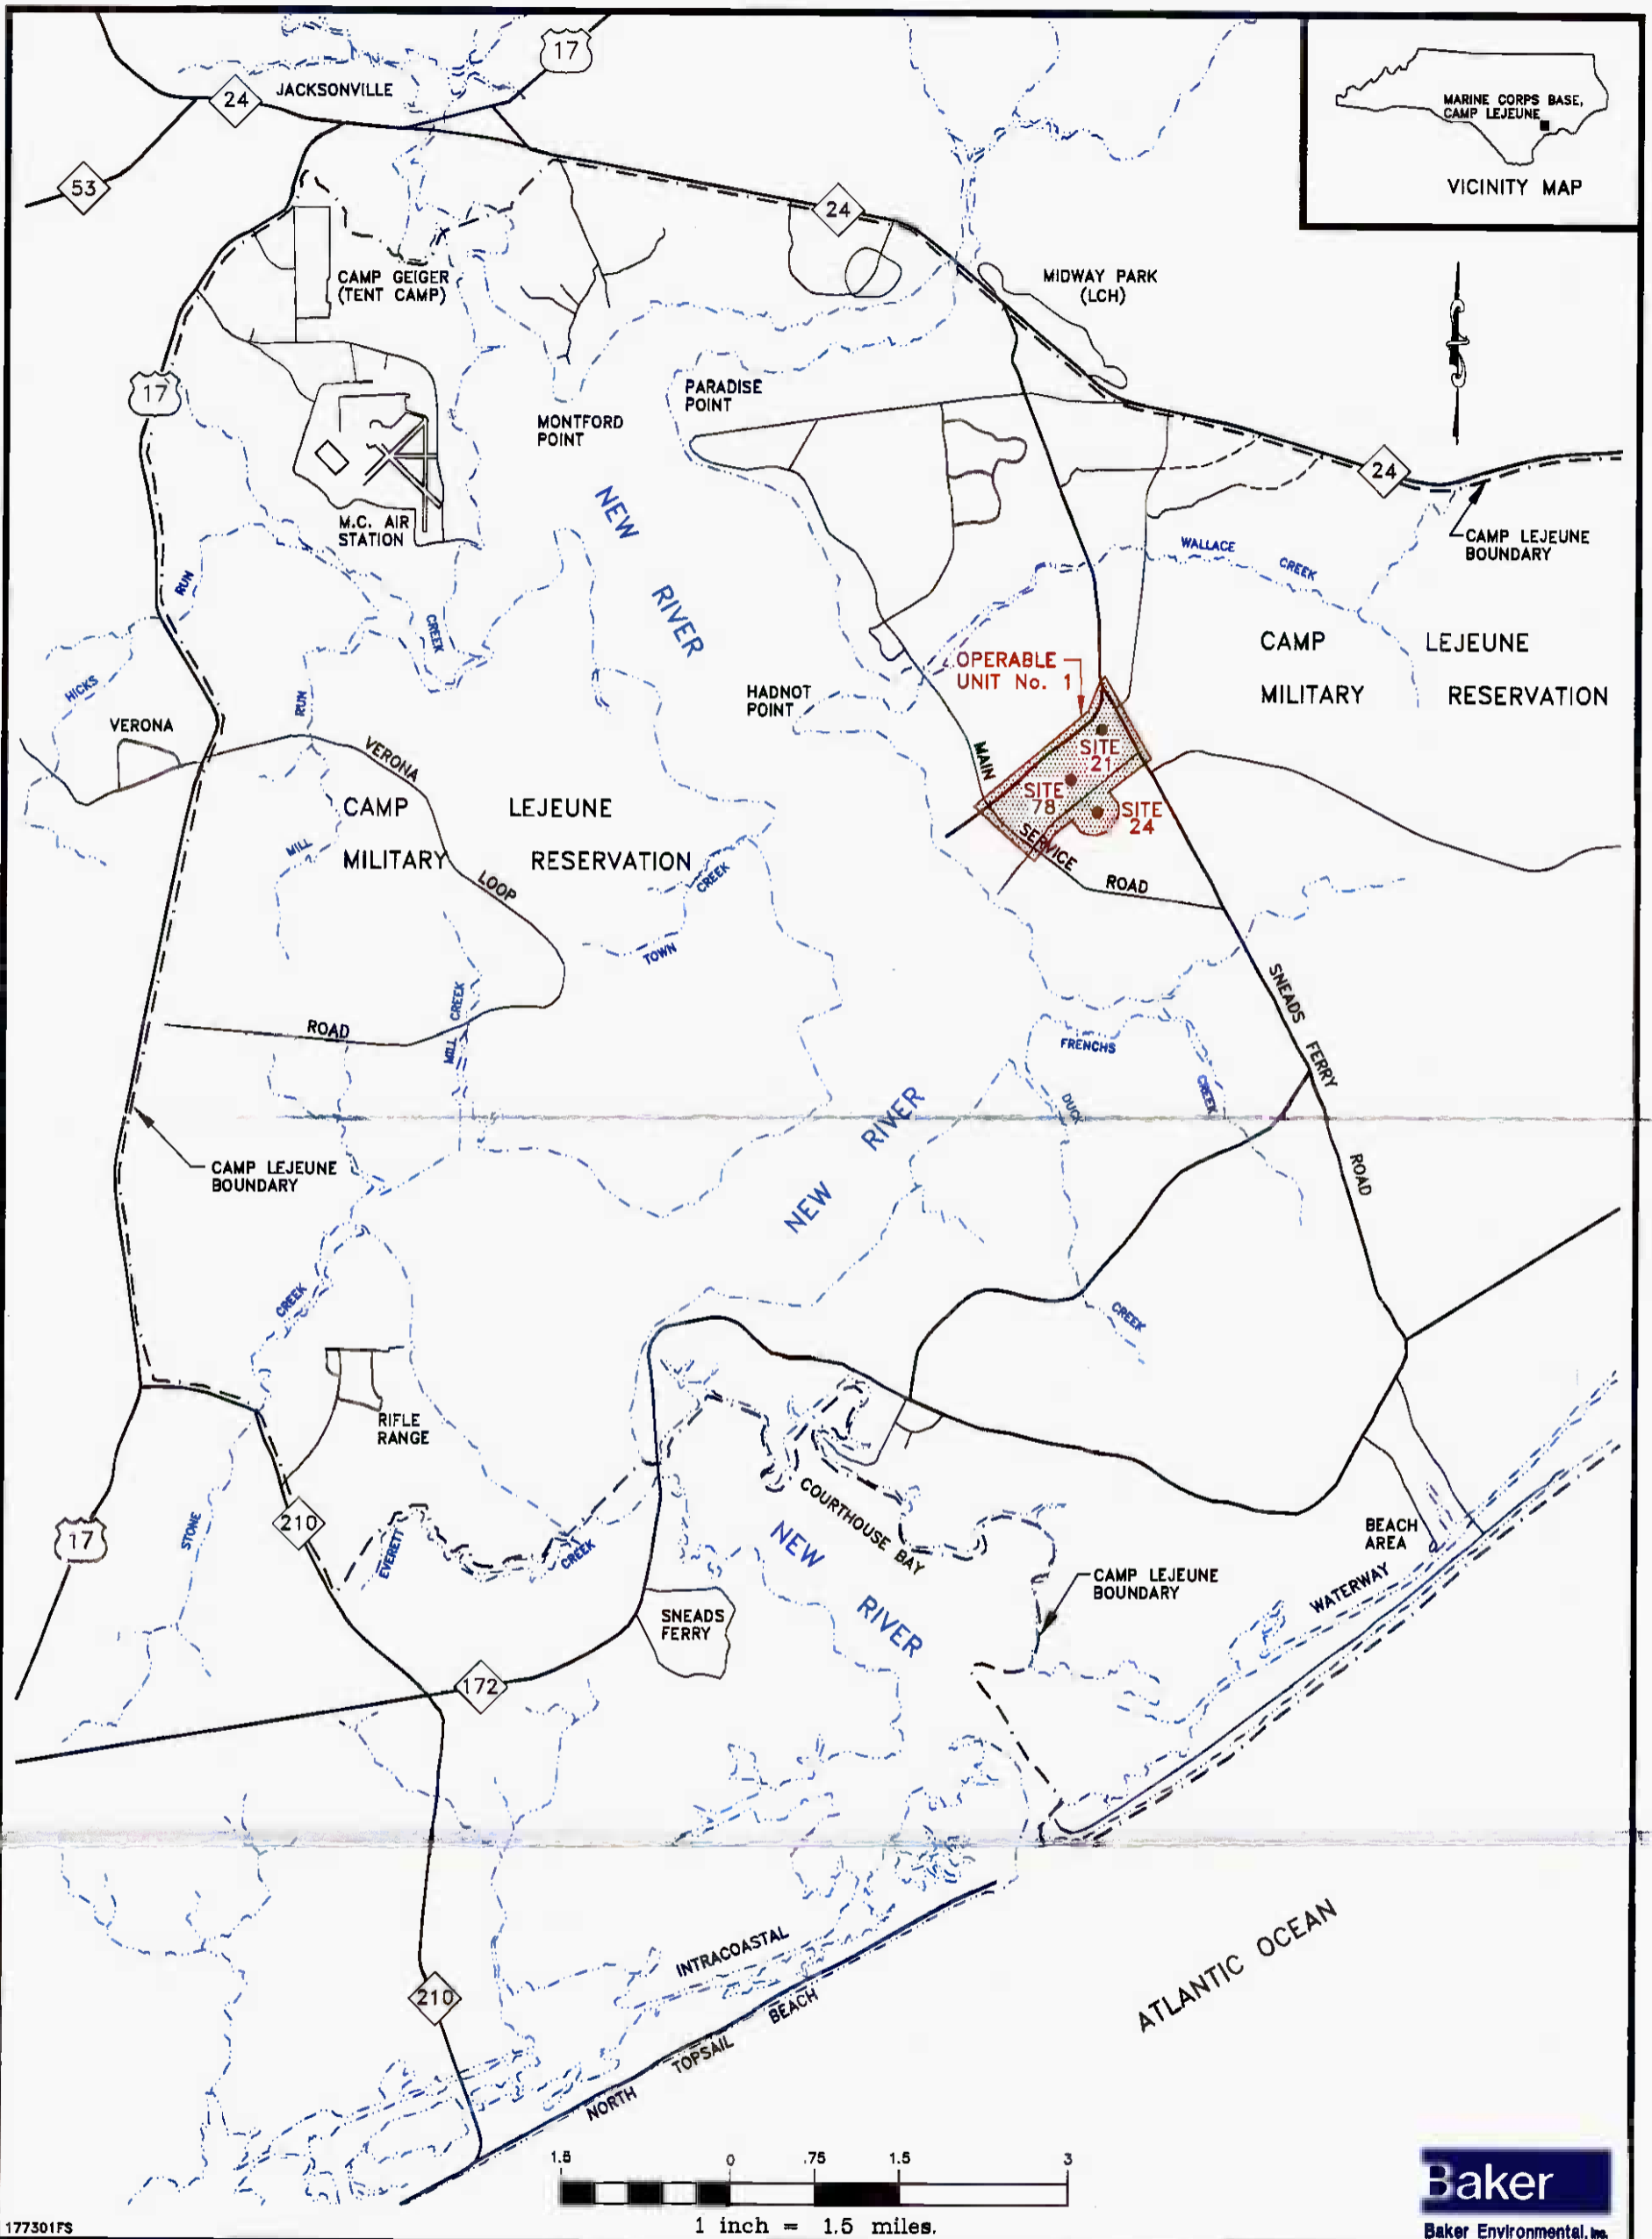 17
JACKSONVILLE
24
53
MARINE CORPS BASE,
CAMP LEJEUNE
VICINITY MAP
24
CAMP GEIGER
(TENT CAMP)
MIDWAY PARK
(LCH)
17
PARADISE
POINT
MONTFORD
POINT
24
M.C. AIR
STATION
NEW
RIVER
CAMP LEJEUNE
BOUNDARY
WALLACE
CREEK
RUN
CREEK
CAMP LEJEUNE
MILITARY RESERVATION
OPERABLE
UNIT No. 1
HICKS
RUN
HADNOT
POINT
VERONA
VERONA
MAIN
SITE
21
SITE
78
SITE
24
CAMP LEJEUNE
MILITARY RESERVATION
SERVICE
ROAD
MILL
LOOP
CREEK
TOWN
SNEADS
FERRY
ROAD
MILL
CREEK
ROAD
FRENCHS
CREEK
DUCK
RIVER
NEW
CAMP LEJEUNE
BOUNDARY
CREEK
CREEK
RIFLE
RANGE
210
17
STONE
EVERETT
CREEK
COURTHOUSE BAY
NEW
RIVER
BEACH
AREA
CAMP LEJEUNE
BOUNDARY
WATERWAY
SNEADS
FERRY
172
INTRACOASTAL
ATLANTIC OCEAN
210
NORTH TOPSAIL BEACH
1.5 0 .75 1.5 3
1 inch = 1.5 miles.
177301FS
Baker
Baker Environmental, Inc.